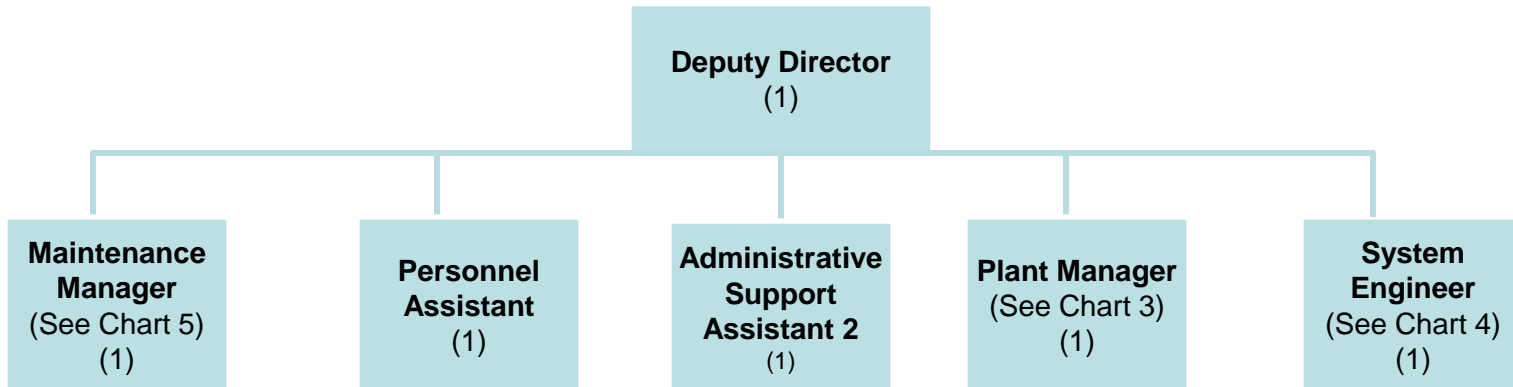 Deputy Director
(1)
Maintenance
Manager
(See Chart 5)
(1)
Personnel
Assistant
(1)
Administrative
Support
Assistant 2
(1)
Plant Manager
(See Chart 3)
(1)
System
Engineer
(See Chart 4)
(1)